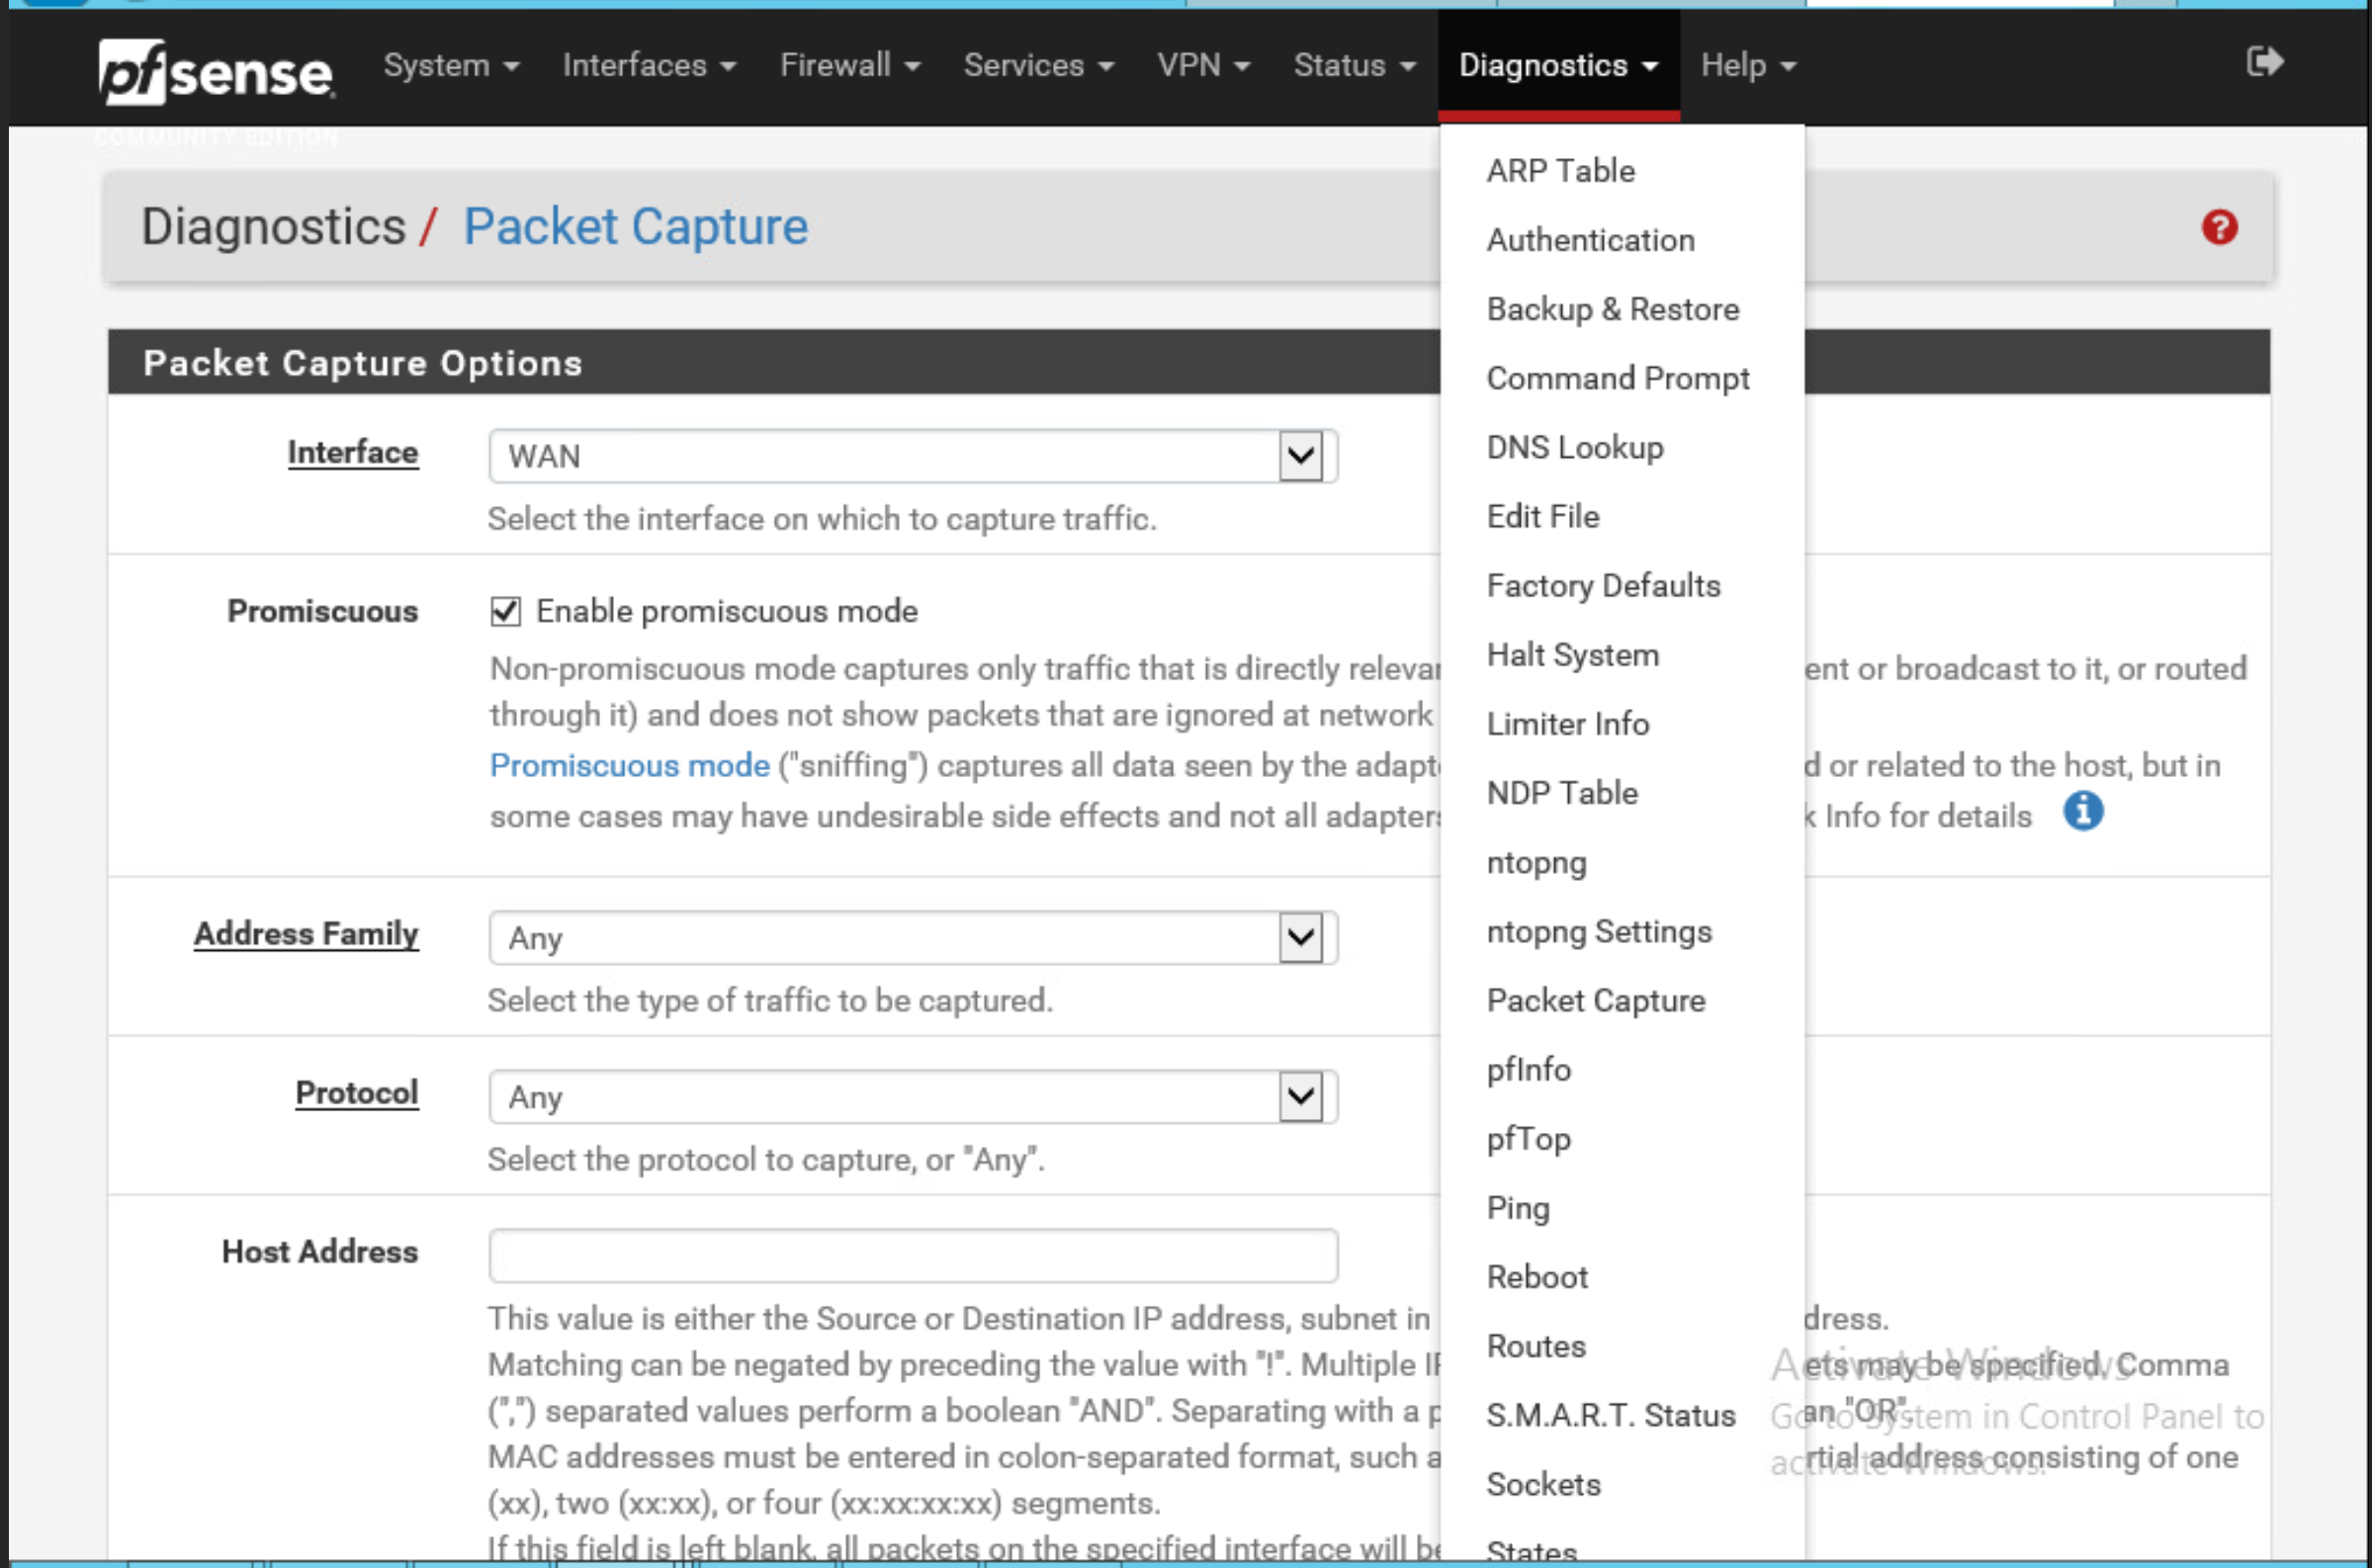 pfsense
System Interfaces Firewall Services VPN Status Diagnostics Help
COMMUNITY EDITION
Diagnostics / Packet Capture
?
Packet Capture Options
Interface
WAN
Select the interface on which to capture traffic.
Promiscuous
Enable promiscuous mode
Non-promiscuous mode captures only traffic that is directly ent or broadcast to it, or routed
through it) and does not show packets that are ignored at network
Promiscuous mode ("sniffing") captures all data seen by the d or related to the host, but in
some cases may have undesirable side effects and not all Info for details
Address Family
Any
Select the type of traffic to be captured.
Protocol
Any
Select the protocol to capture, or "Any".
Host Address
This value is either the Source or Destination IP address, subnet in dress.
Matching can be negated by preceding the value with "!". Multiple ets may be specified. Comma
(",") separated values perform a boolean "AND". Separating with a an "OR".
MAC addresses must be entered in colon-separated format, such rtial address consisting of one
(xx), two (xx:xx), or four (xx:xx:xx:xx) segments.
If this field is left blank, all packets on the specified interface will be
ARP Table
Authentication
Backup & Restore
Command Prompt
DNS Lookup
Edit File
Factory Defaults
Halt System
Limiter Info
NDP Table
ntopng
ntopng Settings
Packet Capture
pfInfo
pfTop
Ping
Reboot
Routes
S.M.A.R.T. Status
Sockets
States
Activate Windows
Go to System in Control Panel to
activate Windows.